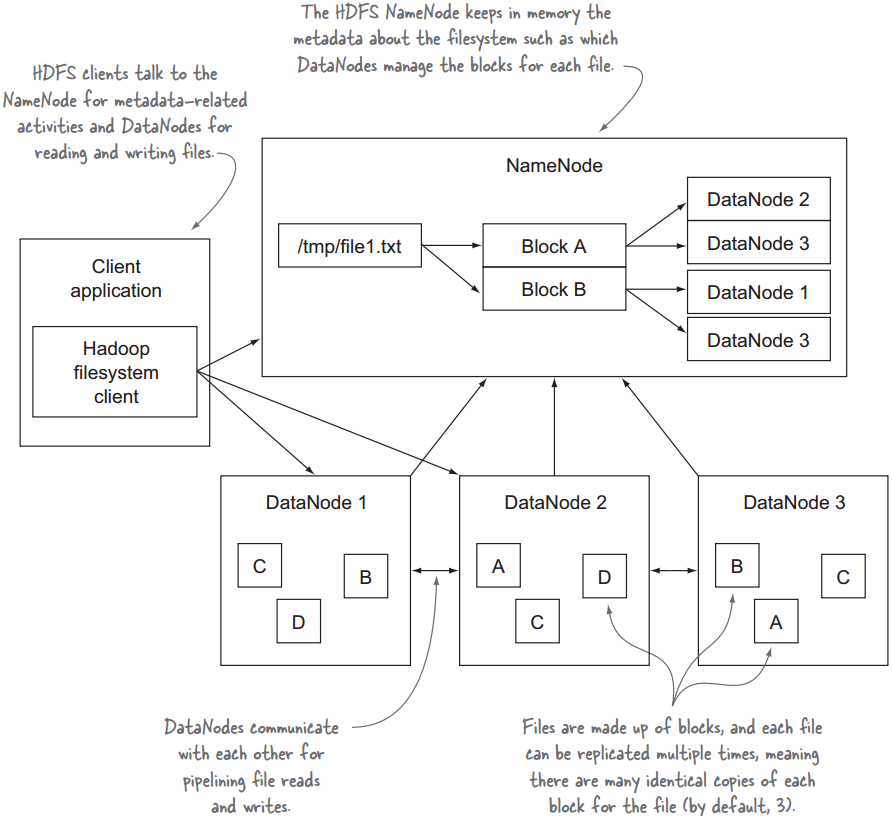 The HDFS NameNode keeps in memory the
metadata about the filesystem such as which
DataNodes manage the blocks for each file.
HDFS clients talk to the
NameNode for metadata-related
activities and DataNodes for
reading and writing files.
NameNode
/tmp/file1.txt
Block A
Block B
DataNode 2
DataNode 3
DataNode 1
DataNode 3
Client
application
Hadoop
filesystem
client
DataNode 1
C
B
D
DataNode 2
A
D
C
DataNode 3
B
C
A
DataNodes communicate
with each other for
pipelining file reads
and writes.
Files are made up of blocks, and each file
can be replicated multiple times, meaning
there are many identical copies of each
block for the file (by default, 3).